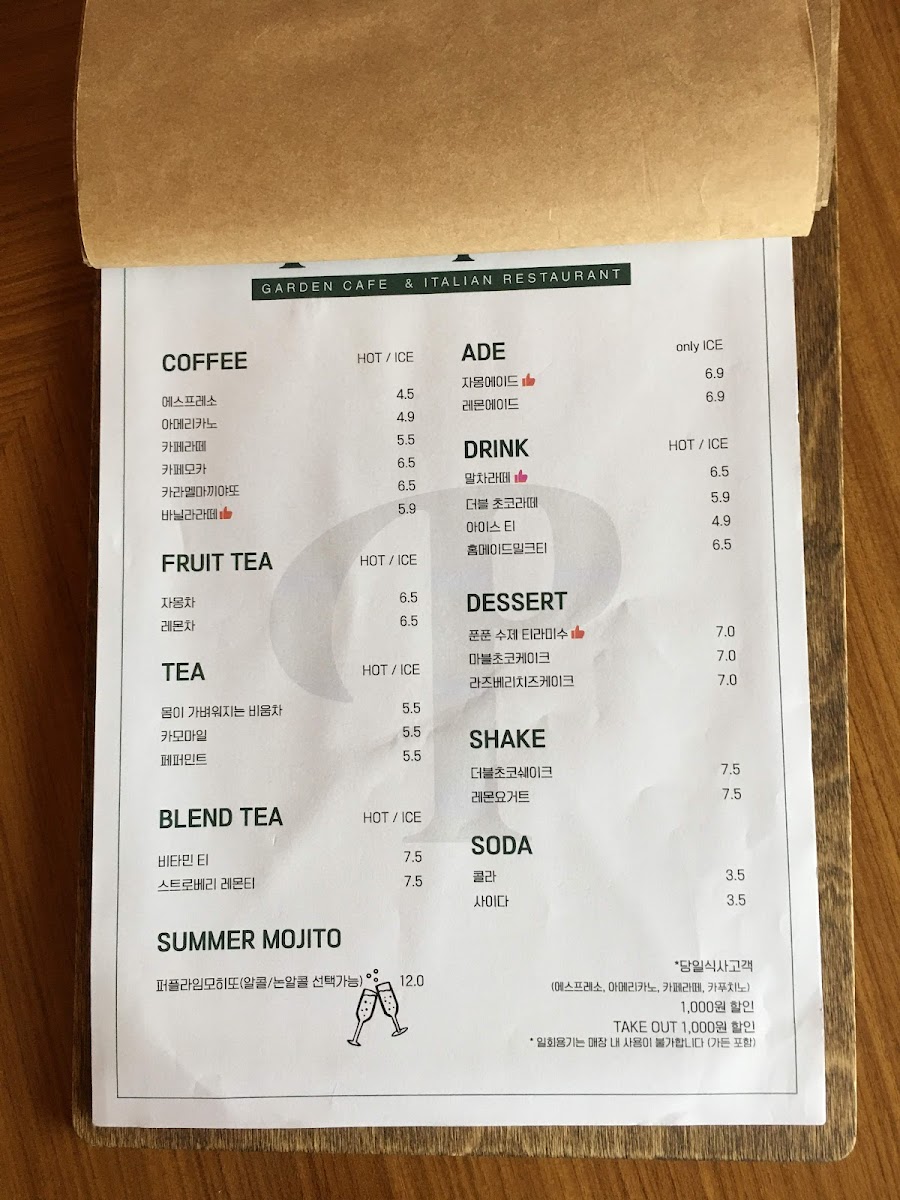 GARDEN CAFE & ITALIAN RESTAURANT
COFFEE HOT / ICE
에스프레소 4.5
아메리카노 4.9
카페라떼 5.5
카페모카 6.5
카라멜마끼야또 6.5
바닐라라떼 5.9
FRUIT TEA HOT / ICE
자몽차 6.5
레몬차 6.5
TEA HOT / ICE
몸이 가벼워지는 비움차 5.5
카모마일 5.5
페퍼민트 5.5
BLEND TEA HOT / ICE
비타민 티 7.5
스트로베리 레몬티 7.5
SUMMER MOJITO
퍼플라임모히또(알콜/논알콜 선택가능) 12.0
ADE only ICE
자몽에이드 6.9
레몬에이드 6.9
DRINK HOT / ICE
말차라떼 6.5
더블 초코라떼 5.9
아이스 티 4.9
홈메이드밀크티 6.5
DESSERT
푼푼 수제 티라미수 7.0
마블초코케이크 7.0
라즈베리치즈케이크 7.0
SHAKE
더블초코쉐이크 7.5
레몬요거트 7.5
SODA
콜라 3.5
사이다 3.5
*당일식사고객
(에스프레소, 아메리카노, 카페라떼, 카푸치노)
1,000원 할인
TAKE OUT 1,000원 할인
* 일회용기는 매장 내 사용이 불가합니다 (가든 포함)